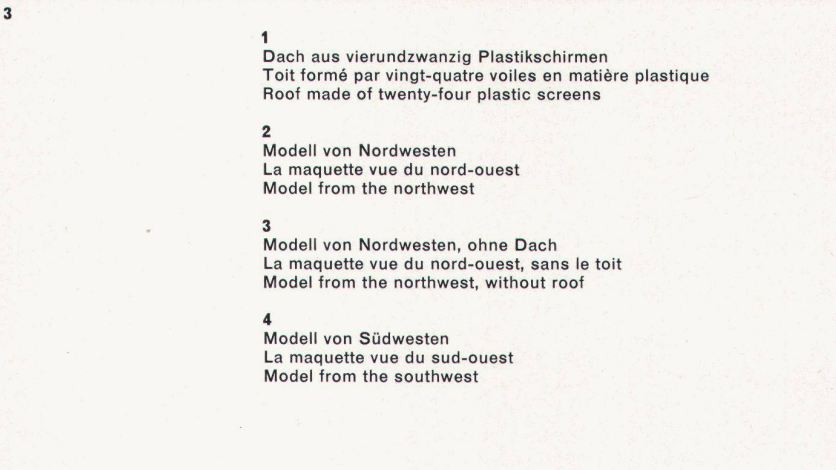 3
1
Dach aus vierundzwanzig Plastikschirmen
Toit formé par vingt-quatre voiles en matière plastique
Roof made of twenty-four plastic screens
2
Modell von Nordwesten
La maquette vue du nord-ouest
Model from the northwest
3
Modell von Nordwesten, ohne Dach
La maquette vue du nord-ouest, sans le toit
Model from the northwest, without roof
4
Modell von Südwesten
La maquette vue du sud-ouest
Model from the southwest